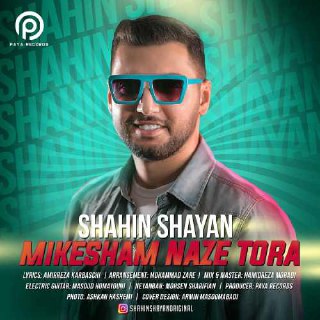 PAYA RECORDS
SHAHIN SHAYAN
MIKESHAM NAZE TORA
LYRICS: AMIRREZA KARBASCHI | ARRANGEMENT: MOHAMMAD ZARE | MIX & MASTER: HAMIDREZA MORADI
ELECTRIC GUITAR: MASOUD HOMAYOUNI | NEYANBAN: MOHSEN SHARIFIAN | PRODUCER: PAYA RECORDS
PHOTO: ASHKAN HASHEMI | COVER DESIGN: ARMIN MASOOMABADI
SHAHINSHAYANORIGINAL